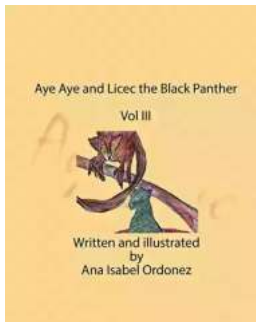 Aye Aye and Licec the Black Panther
Vol III
Written and illustrated
by
Ana Isabel Ordonez